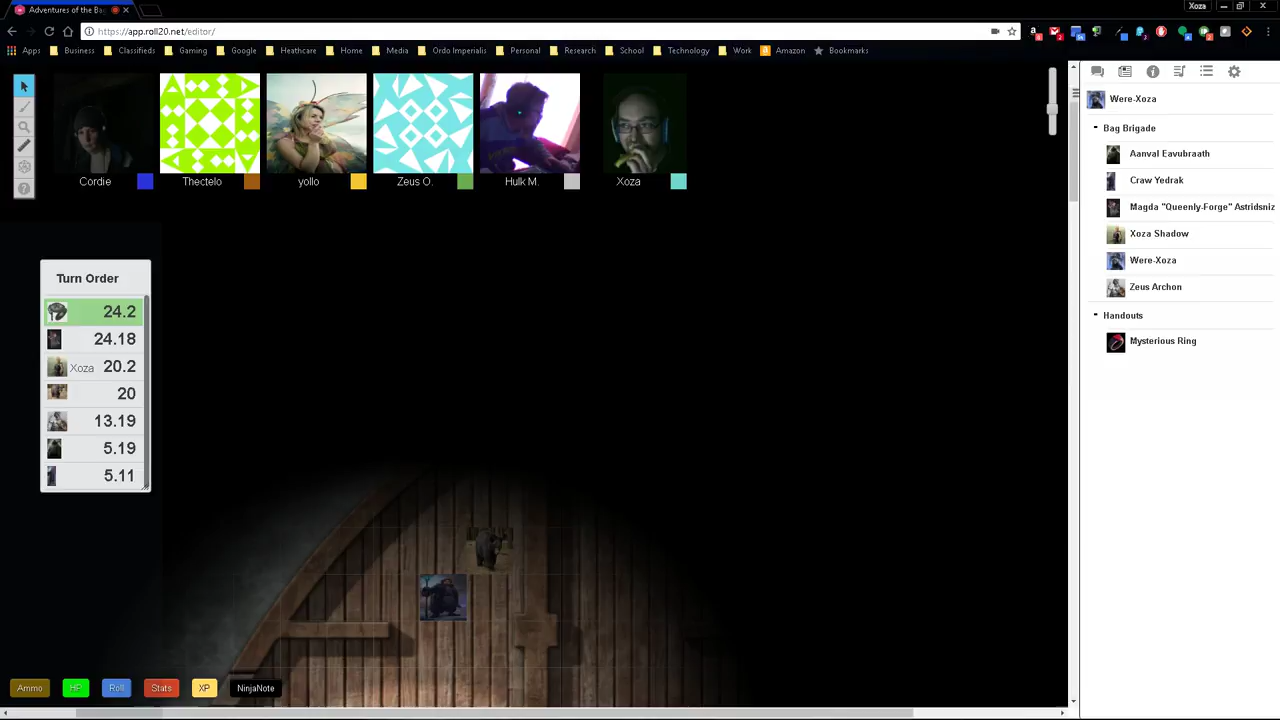 Adventures of the Ba
Xoza
https://app.roll20.net/editor/
Apps Business Classifieds Gaming Google Heathcare Home Media Ordo Imperialis Personal Research School Technology Work Amazon Bookmarks
Cordie Thectelo yollo Zeus O. Hulk M. Xoza
Turn Order
24.2
24.18
Xoza 20.2
20
13.19
5.19
5.11
Ammo HP Roll Stats XP NinjaNote
Were-Xoza
Bag Brigade
Aanval Eavubraath
Craw Yedrak
Magda "Queenly-Forge" Astridsniz
Xoza Shadow
Were-Xoza
Zeus Archon
Handouts
Mysterious Ring